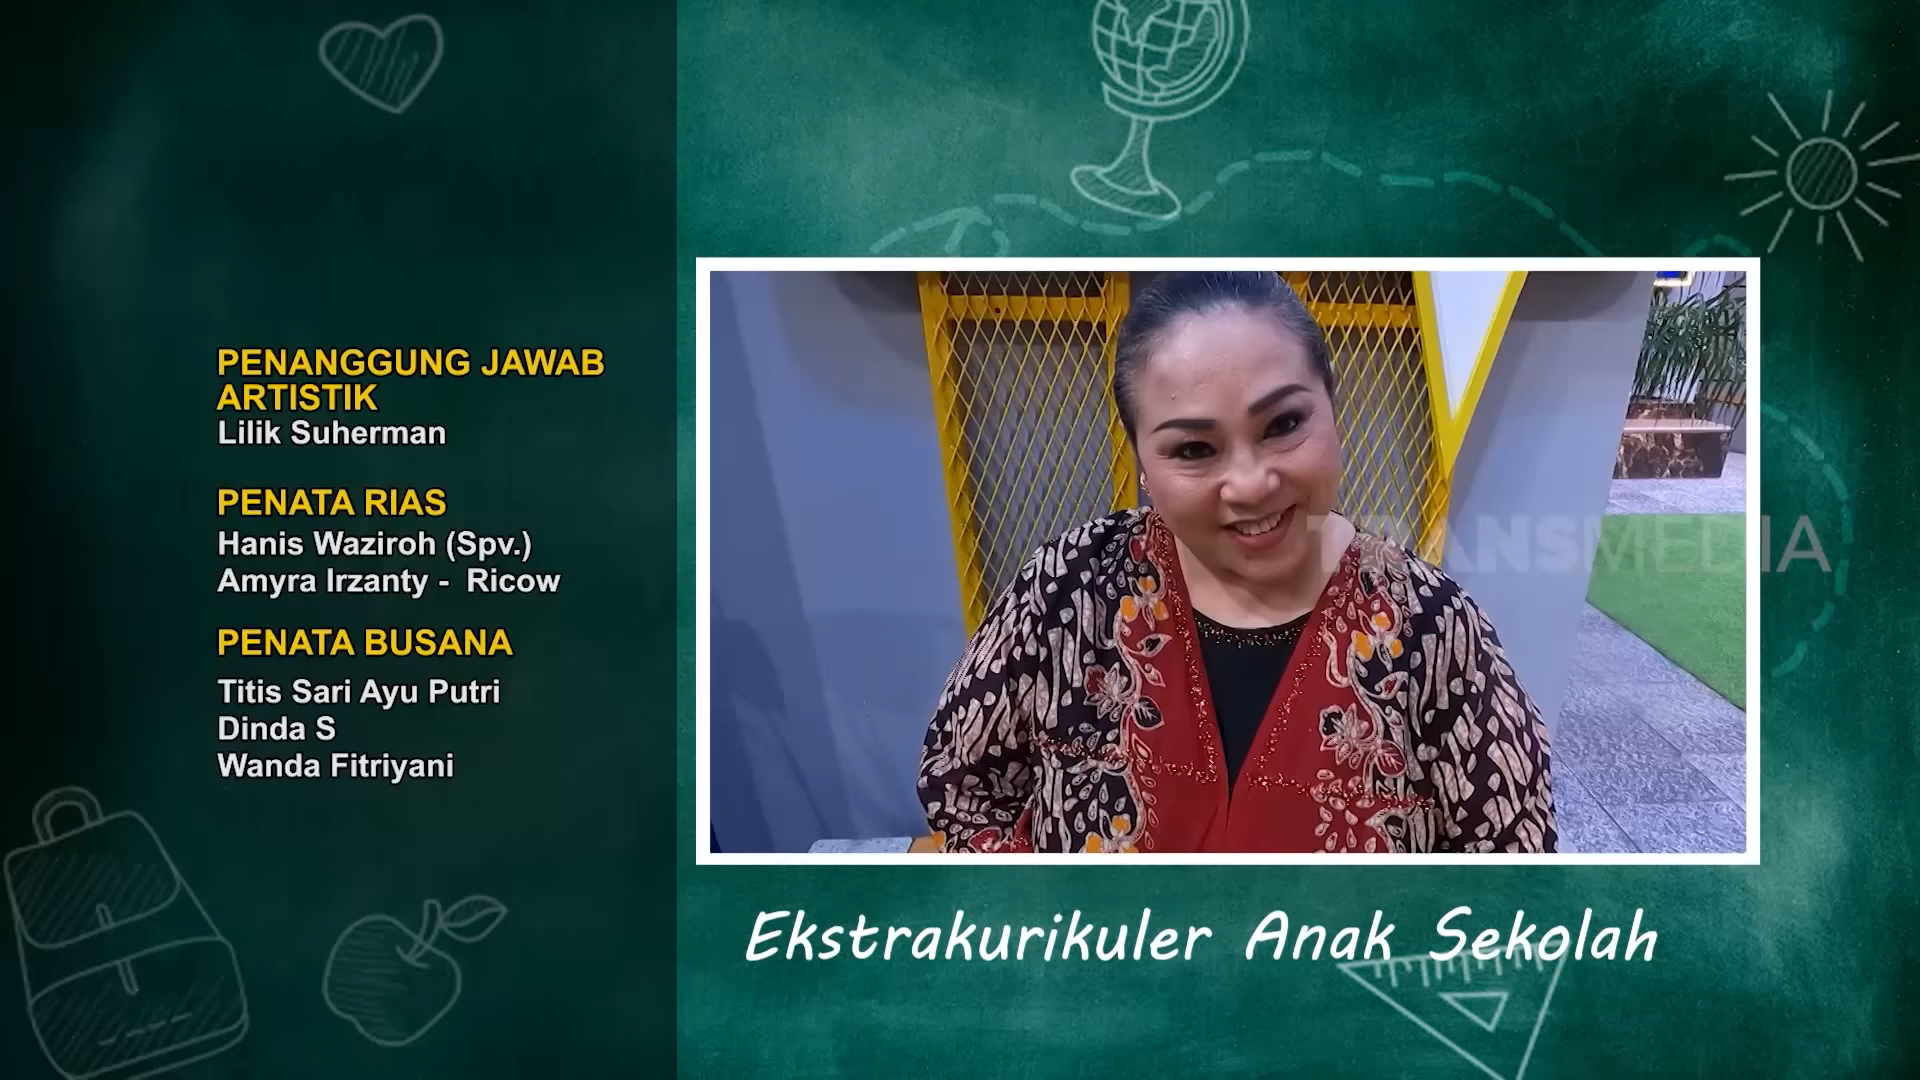 PENANGGUNG JAWAB
ARTISTIK
Lilik Suherman
PENATA RIAS
Hanis Waziroh (Spv.)
Amyra Irzanty - Ricow
PENATA BUSANA
Titis Sari Ayu Putri
Dinda S
Wanda Fitriyani
TRANSMEDIA
Ekstrakurikuler Anak Sekolah